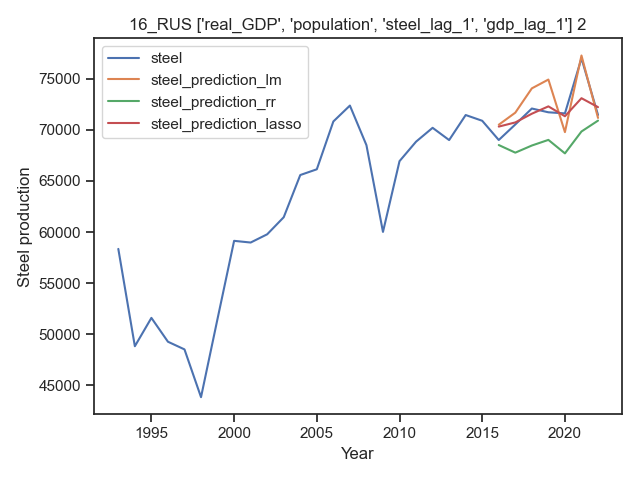 16_RUS ['real_GDP', 'population', 'steel_lag_1', 'gdp_lag_1'] 2
steel
steel_prediction_lm
steel_prediction_rr
steel_prediction_lasso
75000
70000
65000
60000
55000
50000
45000
Steel production
1995
2000
2005
2010
2015
2020
Year